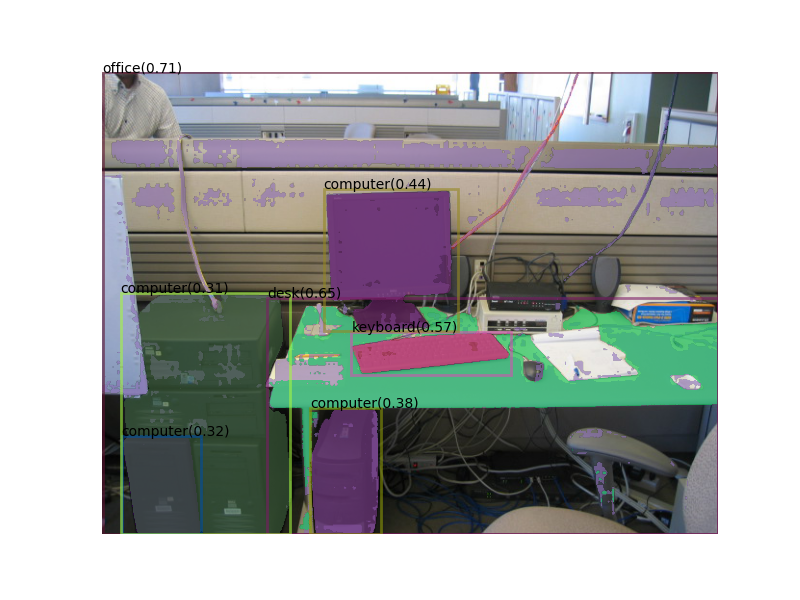 office(0.71)
computer(0.44)
computer(0.31)
desk(0.65)
keyboard(0.57)
computer(0.38)
computer(0.32)